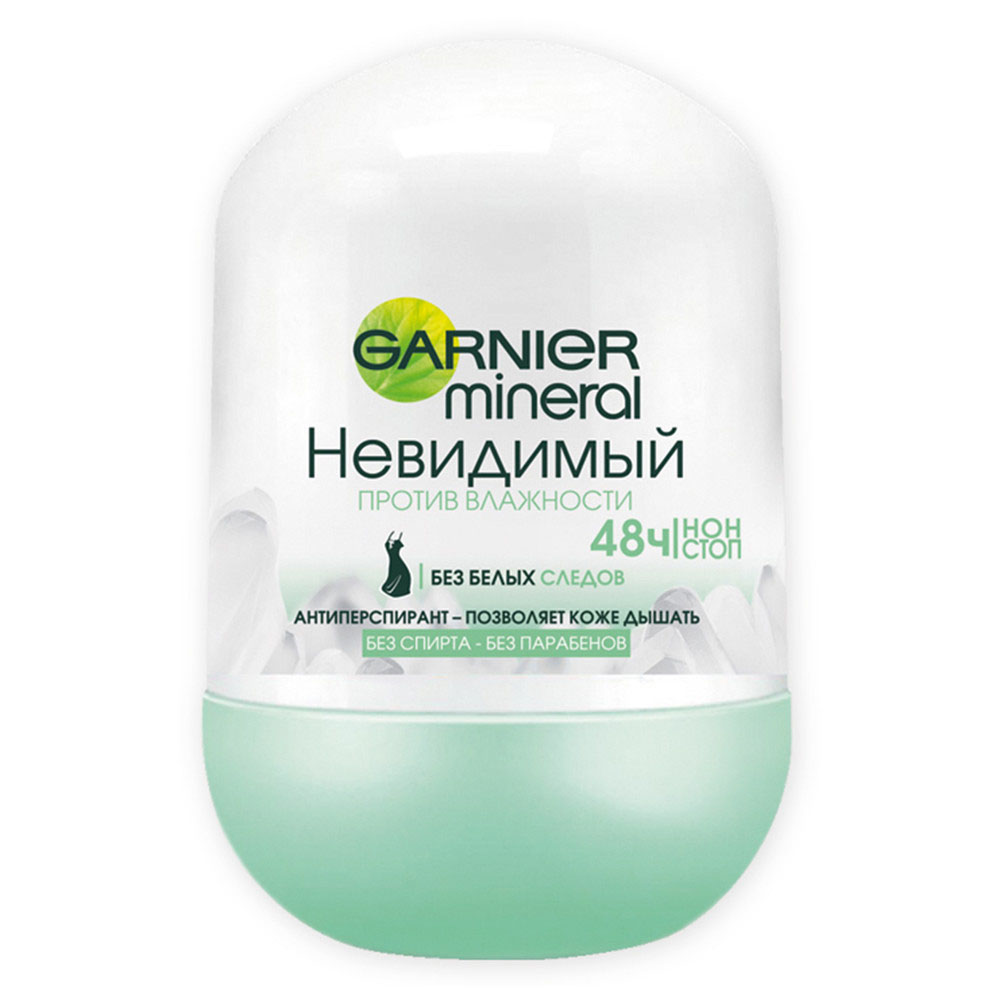 GARNIER
mineral
Невидимый
ПРОТИВ ВЛАЖНОСТИ
48ч НОН
СТОП
БЕЗ БЕЛЫХ СЛЕДОВ
АНТИПЕРСПИРАНТ – ПОЗВОЛЯЕТ КОЖЕ ДЫШАТЬ
БЕЗ СПИРТА - БЕЗ ПАРАБЕНОВ